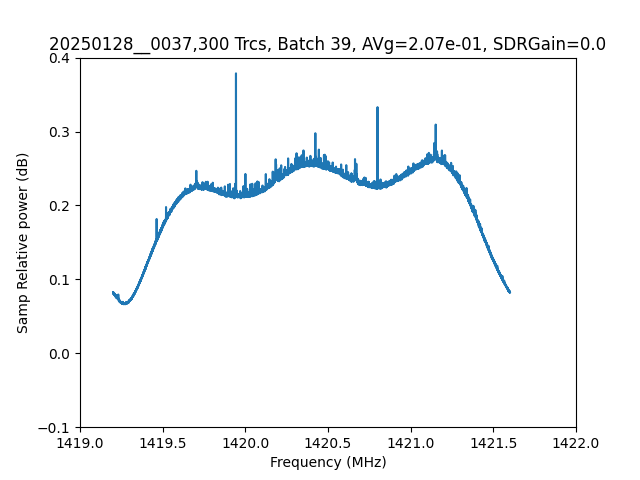 20250128__0037,300 Trcs, Batch 39, AVg=2.07e-01, SDRGain=0.0
0.4
0.3
0.2
0.1
0.0
−0.1
Samp Relative power (dB)
1419.0 1419.5 1420.0 1420.5 1421.0 1421.5 1422.0
Frequency (MHz)